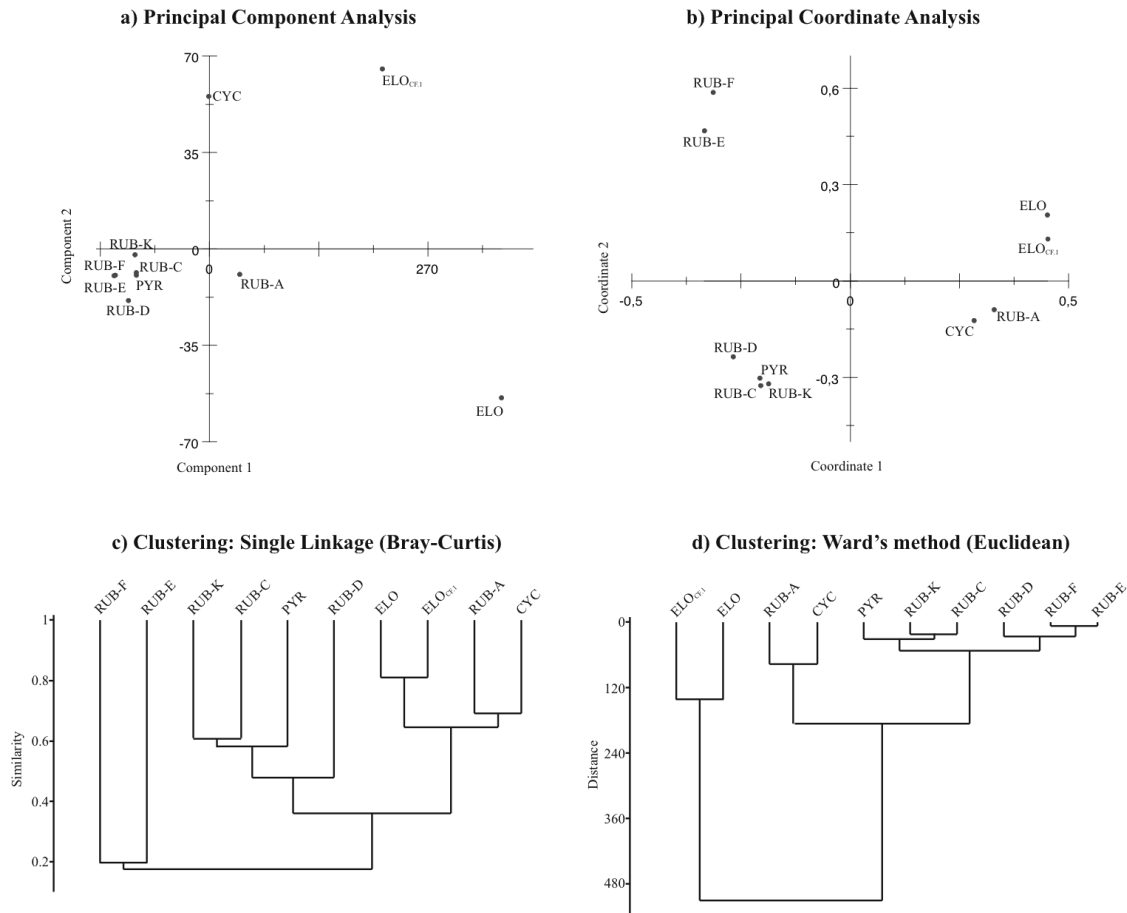 a) Principal Component Analysis
70
ELOCF.1
CYC
35
Component 2
RUB-K
0
RUB-F
RUB-C
0
270
RUB-E
PYR
RUB-A
RUB-D
-35
ELO
-70
Component 1
b) Principal Coordinate Analysis
RUB-F
0,6
RUB-E
0,3
ELO
Coordinate 2
ELOCF.1
0
-0,5
0
0,5
RUB-A
CYC
RUB-D
PYR
-0,3
RUB-C
RUB-K
Coordinate 1
c) Clustering: Single Linkage (Bray-Curtis)
RUB-F
RUB-E
RUB-K
RUB-C
PYR
RUB-D
ELO
ELOCF.1
RUB-A
CYC
1
0.8
0.6
Similarity
0.4
0.2
d) Clustering: Ward’s method (Euclidean)
ELOCF.1
ELO
RUB-A
CYC
PYR
RUB-K
RUB-C
RUB-D
RUB-F
RUB-E
0
120
240
Distance
360
480